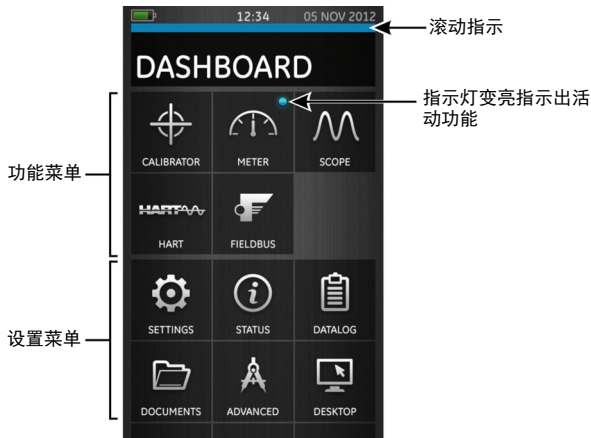 12:34 05 NOV 2012
滚动指示
DASHBOARD
指示灯变亮指示出活
动功能
功能菜单
CALIBRATOR METER SCOPE
HART
HART FIELDBUS
设置菜单
SETTINGS STATUS DATALOG
DOCUMENTS ADVANCED DESKTOP